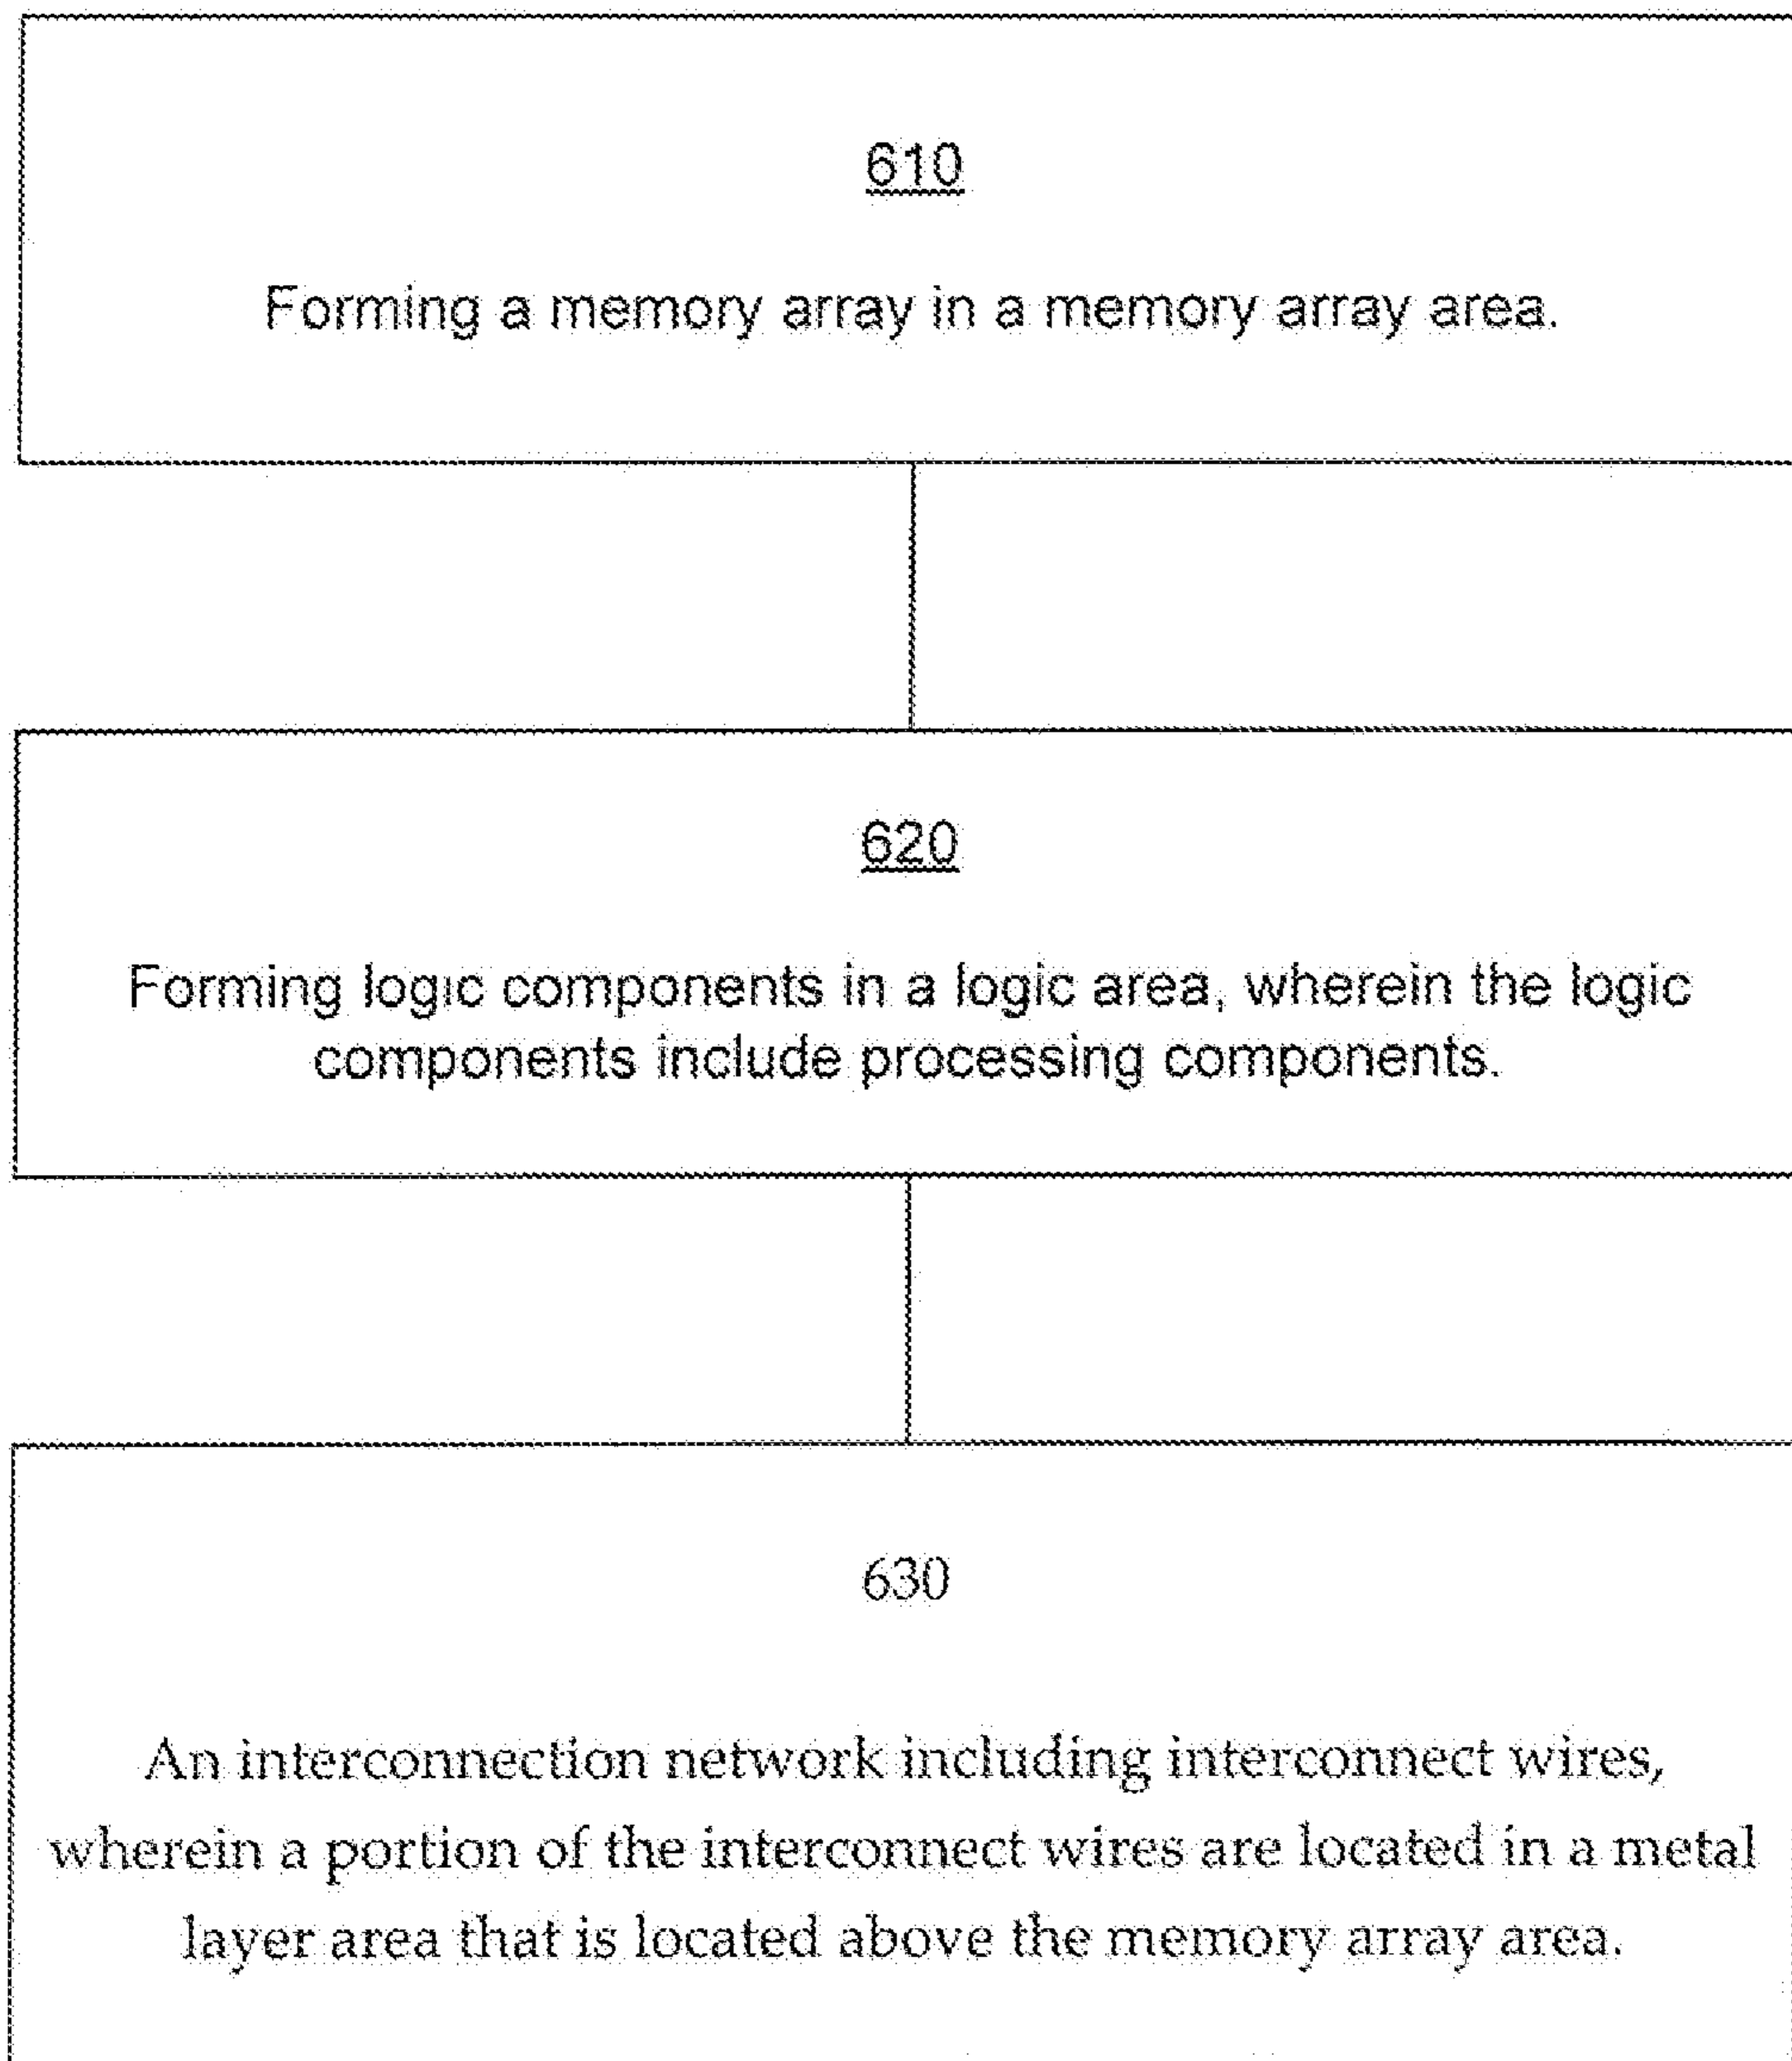 610
Forming a memory array in a memory array area.
620
Forming logic components in a logic area, wherein the logic
components include processing components.
630
An interconnection network including interconnect wires,
wherein a portion of the interconnect wires are located in a metal
layer area that is located above the memory array area.